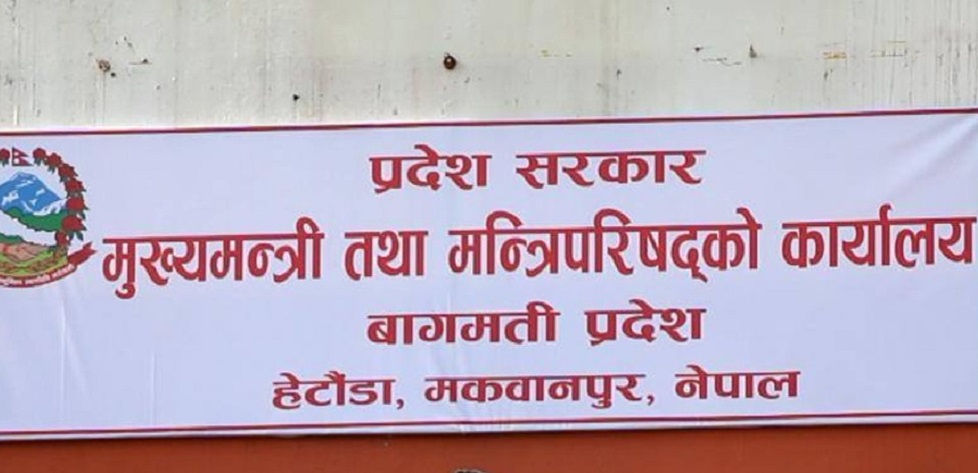 प्रदेश सरकार
मुख्यमन्त्री तथा मन्त्रिपरिषद्को कार्यालय
बागमती प्रदेश
हेटौंडा, मकवानपुर, नेपाल